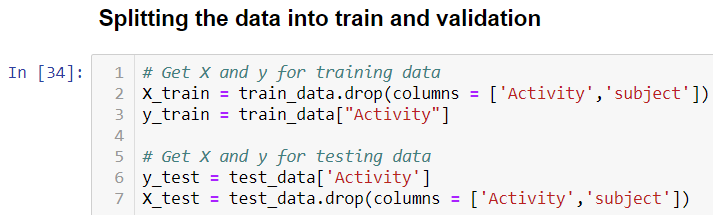 Splitting the data into train and validation
In [34]:
1 # Get X and y for training data
2 X_train = train_data.drop(columns = ['Activity','subject'])
3 y_train = train_data["Activity"]
4
5 # Get X and y for testing data
6 y_test = test_data['Activity']
7 X_test = test_data.drop(columns = ['Activity','subject'])